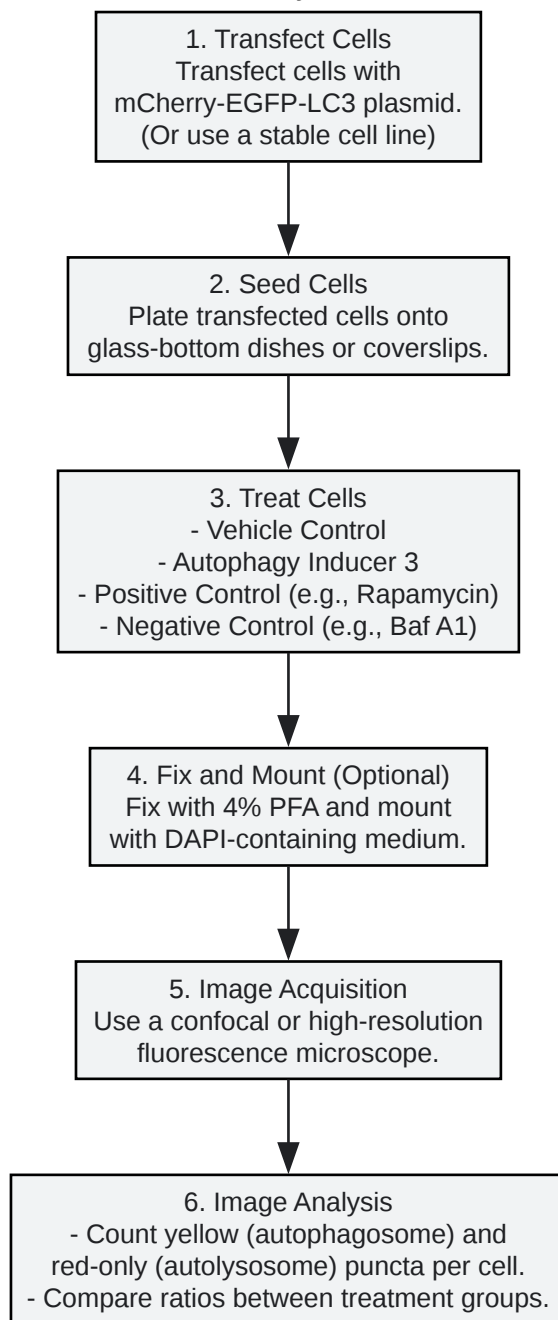 1. Transfect Cells
Transfect cells with
mCherry-EGFP-LC3 plasmid.
(Or use a stable cell line)
2. Seed Cells
Plate transfected cells onto
glass-bottom dishes or coverslips.
3. Treat Cells
- Vehicle Control
- Autophagy Inducer 3
- Positive Control (e.g., Rapamycin)
- Negative Control (e.g., Baf A1)
4. Fix and Mount (Optional)
Fix with 4% PFA and mount
with DAPI-containing medium.
5. Image Acquisition
Use a confocal or high-resolution
fluorescence microscope.
6. Image Analysis
- Count yellow (autophagosome) and
red-only (autolysosome) puncta per cell.
- Compare ratios between treatment groups.